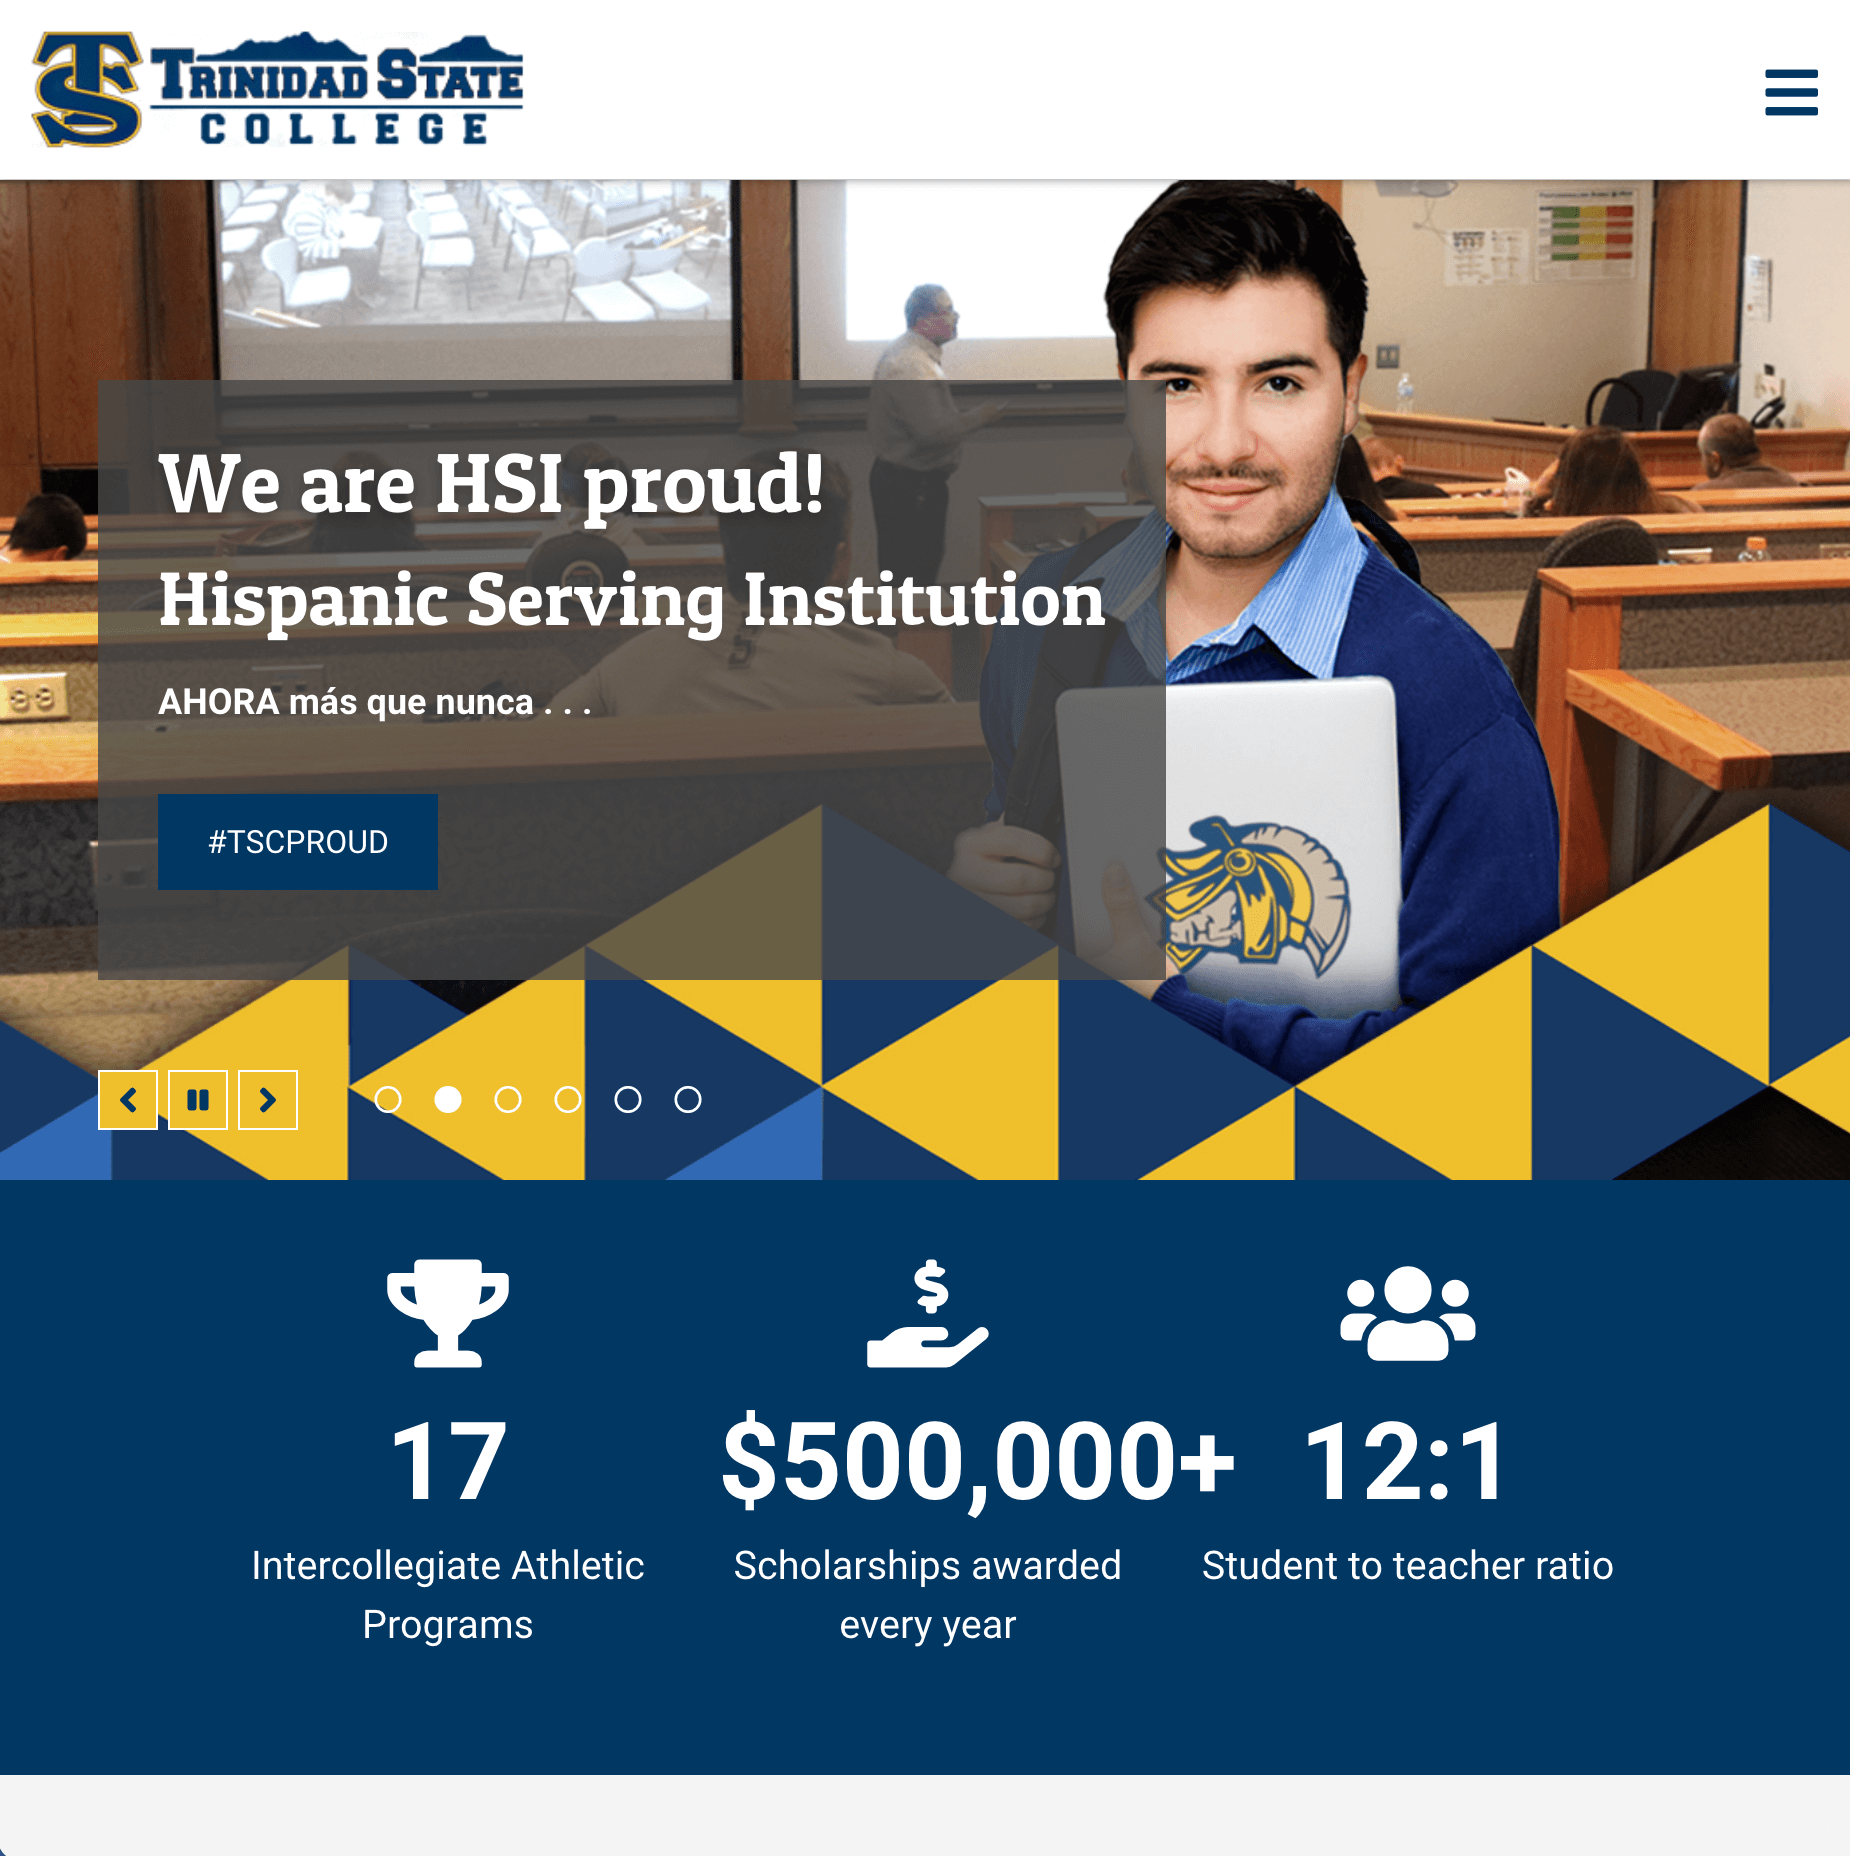 TS TRINIDAD STATE
COLLEGE
We are HSI proud!
Hispanic Serving Institution
AHORA más que nunca . . .
#TSCPROUD
17
Intercollegiate Athletic
Programs
$500,000+
Scholarships awarded
every year
12:1
Student to teacher ratio